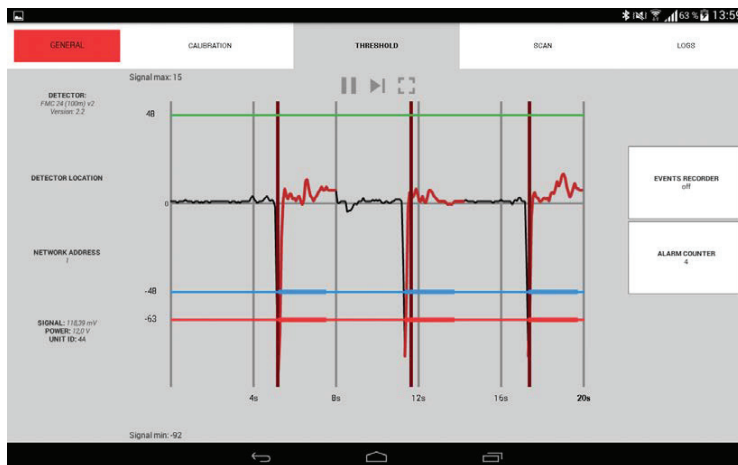 63 % 13:59
GENERAL
CALIBRATION
THRESHOLD
SCAN
LOGS
DETECTOR:
FMC 24 (100m) v2
Version: 2.2
DETECTOR LOCATION
NETWORK ADDRESS
1
SIGNAL: 118,39 mV
POWER: 12,0 V
UNIT ID: 4A
Signal max: 15
48
0
-48
-63
4s
8s
12s
16s
20s
Signal min: -92
EVENTS RECORDER
off
ALARM COUNTER
4